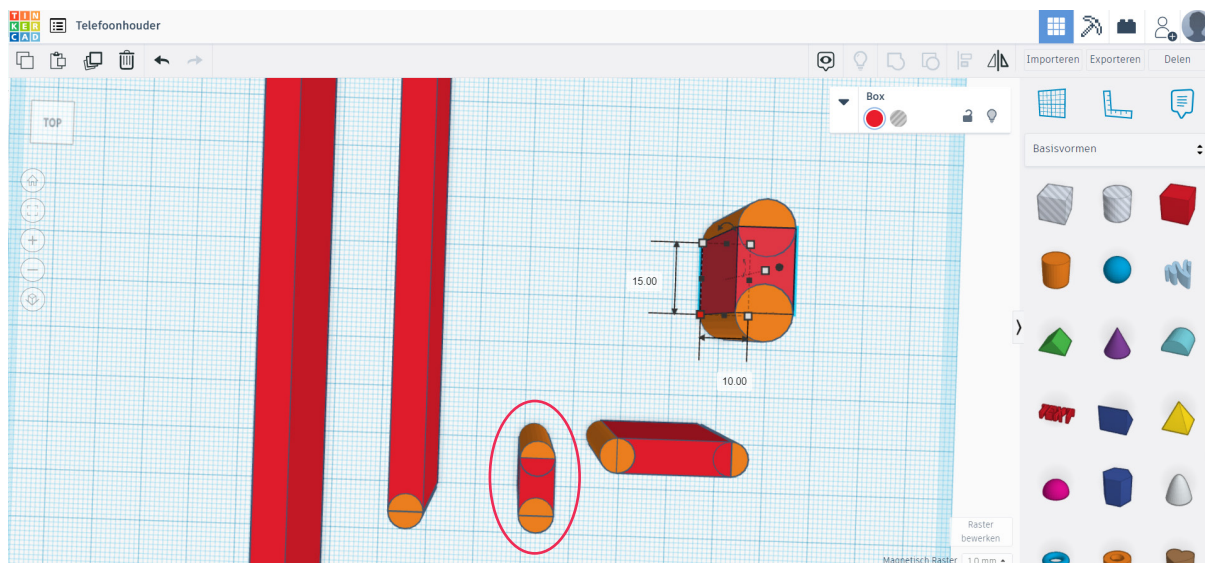 TIN
KER
CAD
Telefoonhouder
Importeren Exporteren Delen
TOP
Box
Basisvormen
15.00
10.00
TEXT
Raster
bewerken
Magnetisch Raster 1.0 mm